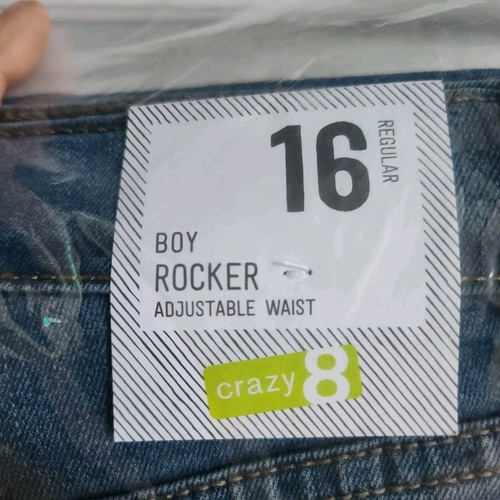 16
REGULAR
BOY
ROCKER
ADJUSTABLE WAIST
crazy 8